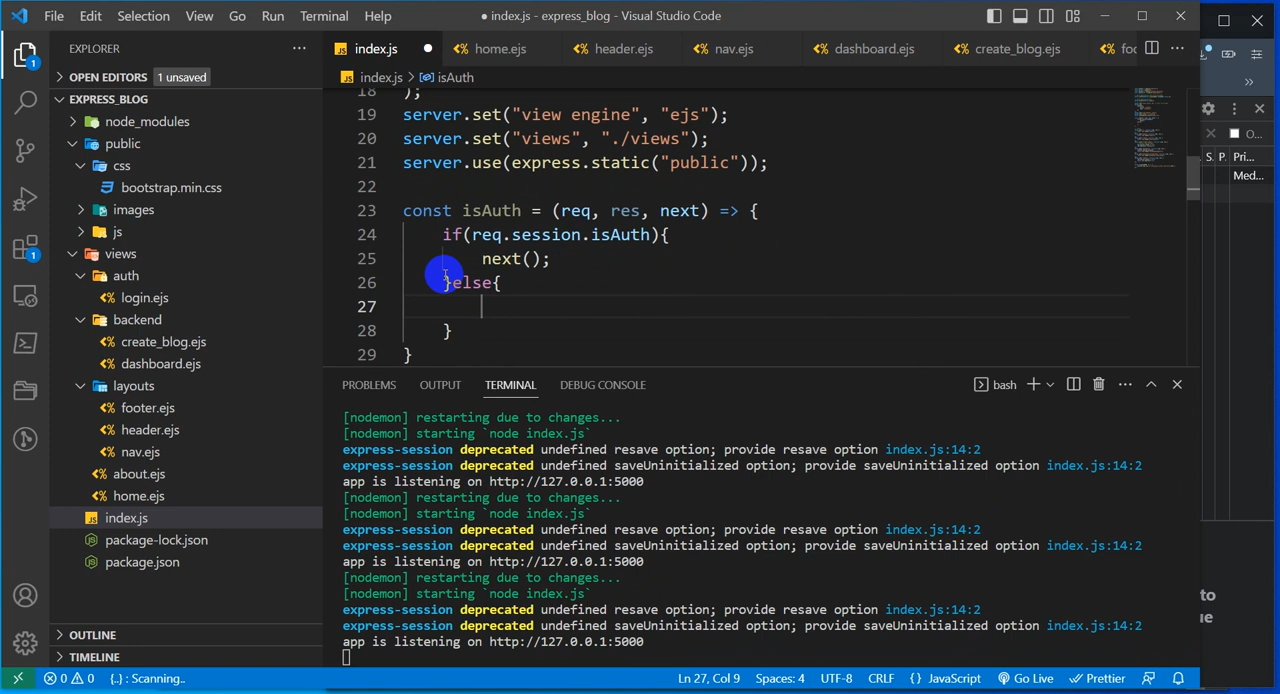 File Edit Selection View Go Run Terminal Help
● index.js - express_blog - Visual Studio Code
EXPLORER
OPEN EDITORS 1 unsaved
EXPRESS_BLOG
node_modules
public
css
bootstrap.min.css
images
js
views
auth
login.ejs
backend
create_blog.ejs
dashboard.ejs
layouts
footer.ejs
header.ejs
nav.ejs
about.ejs
home.ejs
JS index.js
package-lock.json
package.json
OUTLINE
TIMELINE
JS index.js ● home.ejs header.ejs nav.ejs dashboard.ejs create_blog.ejs
JS index.js > isAuth
18 );
19 server.set("view engine", "ejs");
20 server.set("views", "./views");
21 server.use(express.static("public"));
22
23 const isAuth = (req, res, next) => {
24 if(req.session.isAuth){
25 next();
26 }else{
27
28 }
29 }
PROBLEMS OUTPUT TERMINAL DEBUG CONSOLE
bash
[nodemon] restarting due to changes...
[nodemon] starting `node index.js`
express-session deprecated undefined resave option; provide resave option index.js:14:2
express-session deprecated undefined saveUninitialized option; provide saveUninitialized option index.js:14:2
app is listening on http://127.0.0.1:5000
[nodemon] restarting due to changes...
[nodemon] starting `node index.js`
express-session deprecated undefined resave option; provide resave option index.js:14:2
express-session deprecated undefined saveUninitialized option; provide saveUninitialized option index.js:14:2
app is listening on http://127.0.0.1:5000
[nodemon] restarting due to changes...
[nodemon] starting `node index.js`
express-session deprecated undefined resave option; provide resave option index.js:14:2
express-session deprecated undefined saveUninitialized option; provide saveUninitialized option index.js:14:2
app is listening on http://127.0.0.1:5000
0 0 {..} : Scanning.. Ln 27, Col 9 Spaces: 4 UTF-8 CRLF {} JavaScript Go Live Prettier
O...
S. P. Pri...
Med...
to